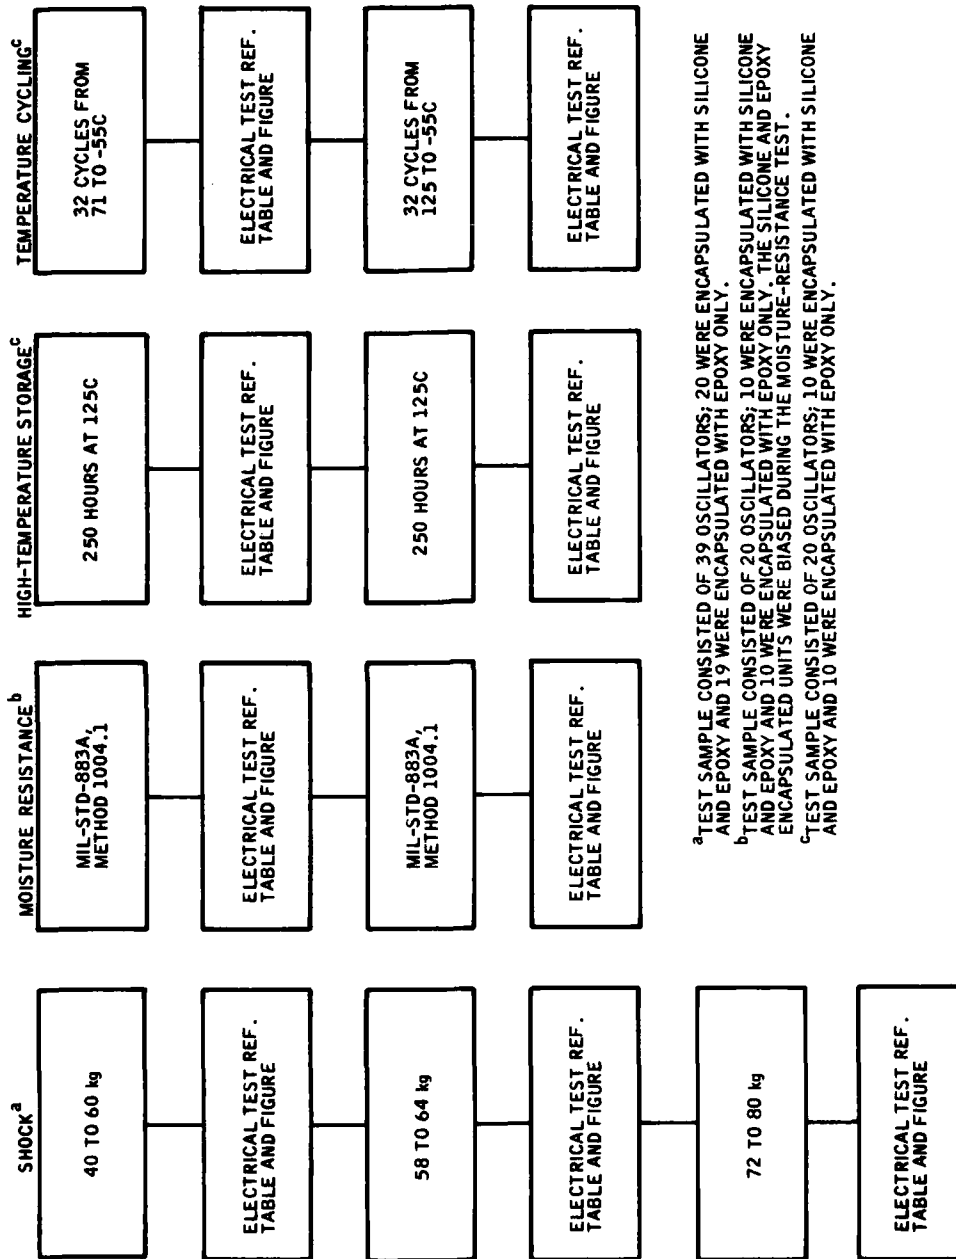 SHOCKᵃ
40 TO 60 kg
ELECTRICAL TEST REF.
TABLE AND FIGURE
58 TO 64 kg
ELECTRICAL TEST REF.
TABLE AND FIGURE
72 TO 80 kg
ELECTRICAL TEST REF.
TABLE AND FIGURE
MOISTURE RESISTANCEᵇ
MIL-STD-883A,
METHOD 1004.1
ELECTRICAL TEST REF.
TABLE AND FIGURE
MIL-STD-883A,
METHOD 1004.1
ELECTRICAL TEST REF.
TABLE AND FIGURE
HIGH-TEMPERATURE STORAGEᶜ
250 HOURS AT 125C
ELECTRICAL TEST REF.
TABLE AND FIGURE
250 HOURS AT 125C
ELECTRICAL TEST REF.
TABLE AND FIGURE
TEMPERATURE CYCLINGᶜ
32 CYCLES FROM
71 TO -55C
ELECTRICAL TEST REF.
TABLE AND FIGURE
32 CYCLES FROM
125 TO -55C
ELECTRICAL TEST REF.
TABLE AND FIGURE
ᵃTEST SAMPLE CONSISTED OF 39 OSCILLATORS; 20 WERE ENCAPSULATED WITH SILICONE
AND EPOXY AND 19 WERE ENCAPSULATED WITH EPOXY ONLY.
ᵇTEST SAMPLE CONSISTED OF 20 OSCILLATORS; 10 WERE ENCAPSULATED WITH SILICONE
AND EPOXY AND 10 WERE ENCAPSULATED WITH EPOXY ONLY. THE SILICONE AND EPOXY
ENCAPSULATED UNITS WERE BIASED DURING THE MOISTURE-RESISTANCE TEST.
ᶜTEST SAMPLE CONSISTED OF 20 OSCILLATORS; 10 WERE ENCAPSULATED WITH SILICONE
AND EPOXY AND 10 WERE ENCAPSULATED WITH EPOXY ONLY.